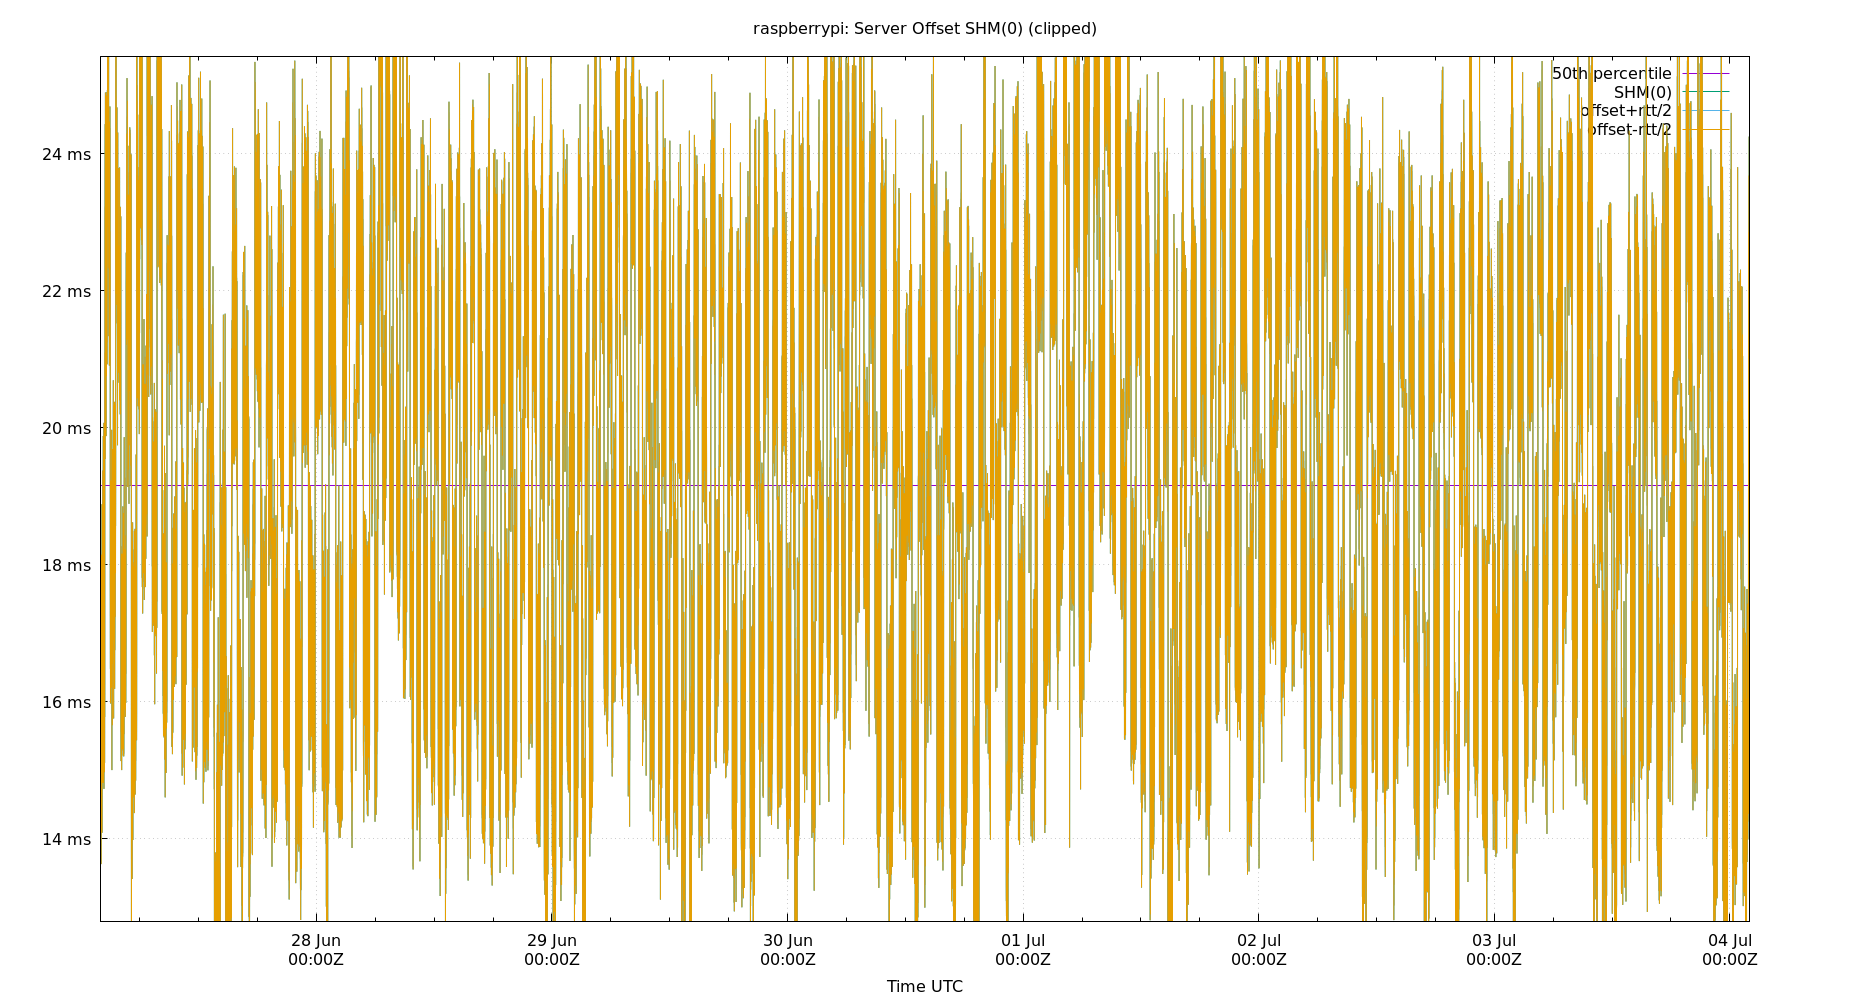 raspberrypi: Server Offset SHM(0) (clipped)
50th percentile
SHM(0)
offset+rtt/2
offset-rtt/2
24 ms
22 ms
20 ms
18 ms
16 ms
14 ms
28 Jun 29 Jun 30 Jun 01 Jul 02 Jul 03 Jul 04 Jul
00:00Z 00:00Z 00:00Z 00:00Z 00:00Z 00:00Z 00:00Z
Time UTC